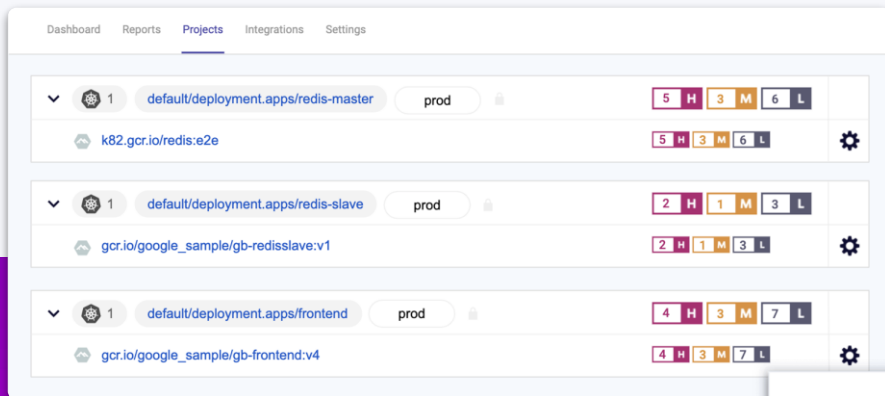 Dashboard Reports Projects Integrations Settings
1 default/deployment.apps/redis-master prod 5 H 3 M 6 L
k82.gcr.io/redis:e2e 5 H 3 M 6 L
1 default/deployment.apps/redis-slave prod 2 H 1 M 3 L
gcr.io/google_sample/gb-redisslave:v1 2 H 1 M 3 L
1 default/deployment.apps/frontend prod 4 H 3 M 7 L
gcr.io/google_sample/gb-frontend:v4 4 H 3 M 7 L